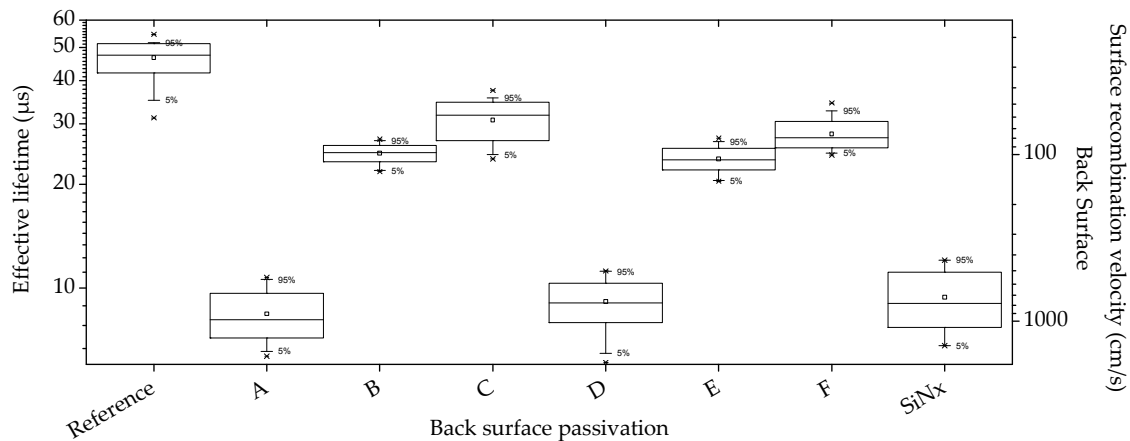 60
50
40
30
20
10
Effective lifetime (μs)
95%
5%
95%
5%
95%
5%
95%
5%
95%
5%
95%
5%
95%
5%
95%
5%
100
1000
Surface recombination velocity (cm/s)
Back Surface
Reference
A
B
C
D
E
F
SiNx
Back surface passivation